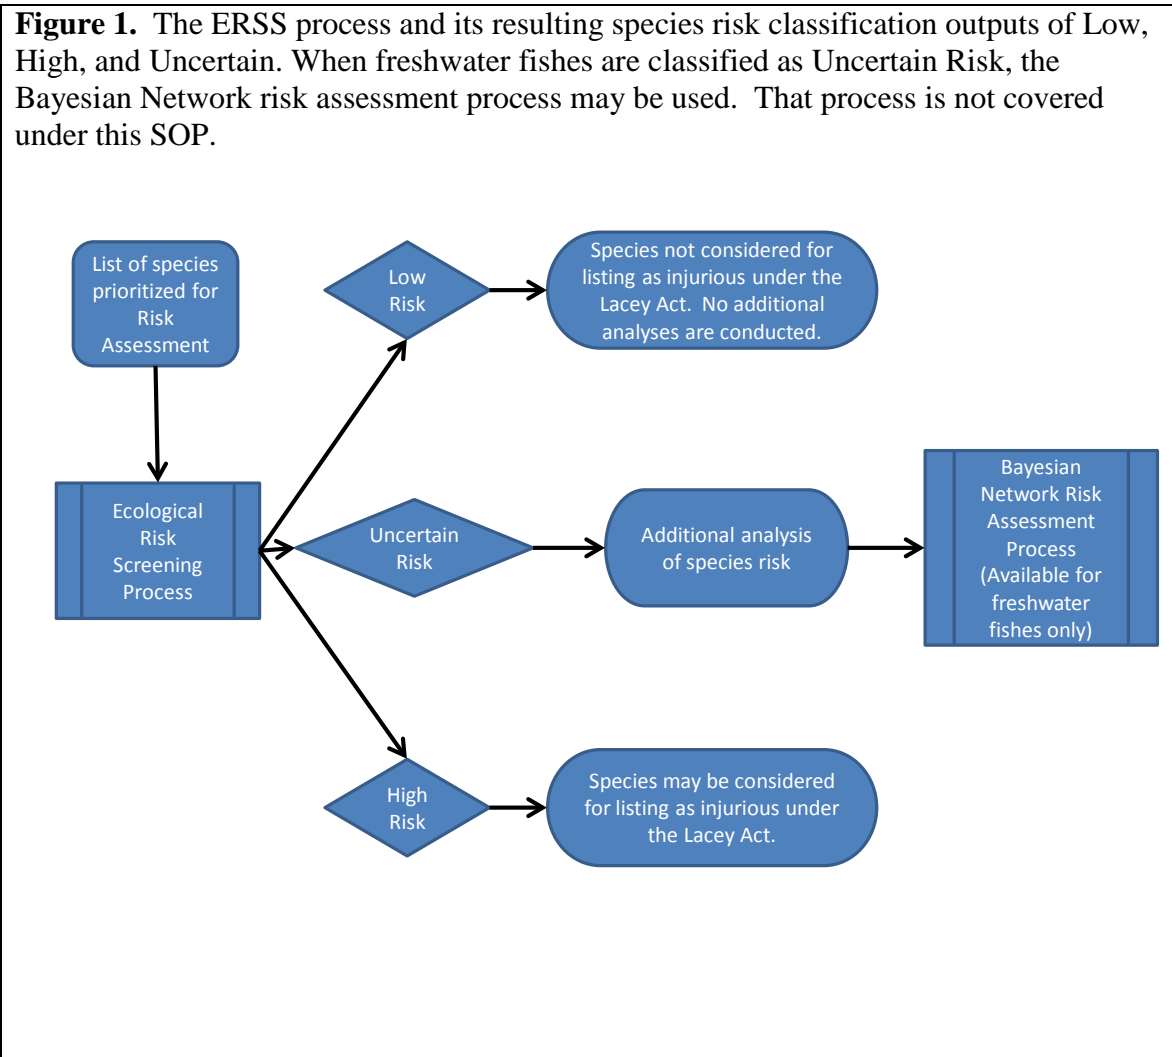 Figure 1.  The ERSS process and its resulting species risk classification outputs of Low,
High, and Uncertain. When freshwater fishes are classified as Uncertain Risk, the
Bayesian Network risk assessment process may be used.  That process is not covered
under this SOP.
List of species
prioritized for
Risk
Assessment
Low
Risk
Species not considered for
listing as injurious under the
Lacey Act.  No additional
analyses are conducted.
Ecological
Risk
Screening
Process
Uncertain
Risk
Additional analysis
of species risk
Bayesian
Network Risk
Assessment
Process
(Available for
freshwater
fishes only)
High
Risk
Species may be considered
for listing as injurious under
the Lacey Act.